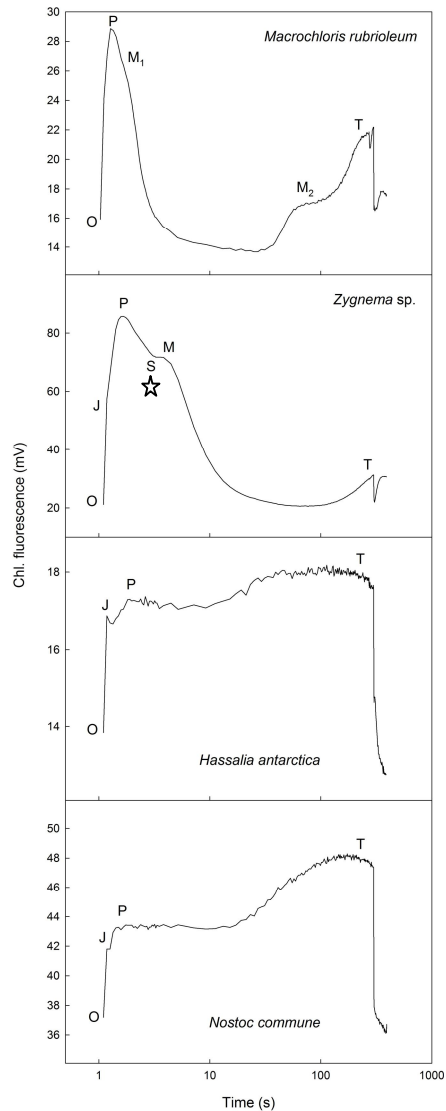 Chl. fluorescence (mV)
30
28
26
24
22
20
18
16
14
P
M1
O
M2
T
Macrochloris rubrioleum
80
60
40
20
P
J
S
M
O
T
Zygnema sp.
18
17
14
J
P
O
T
Hassalia antarctica
50
48
46
44
43
40
38
36
J
P
O
T
Nostoc commune
1
10
100
1000
Time (s)